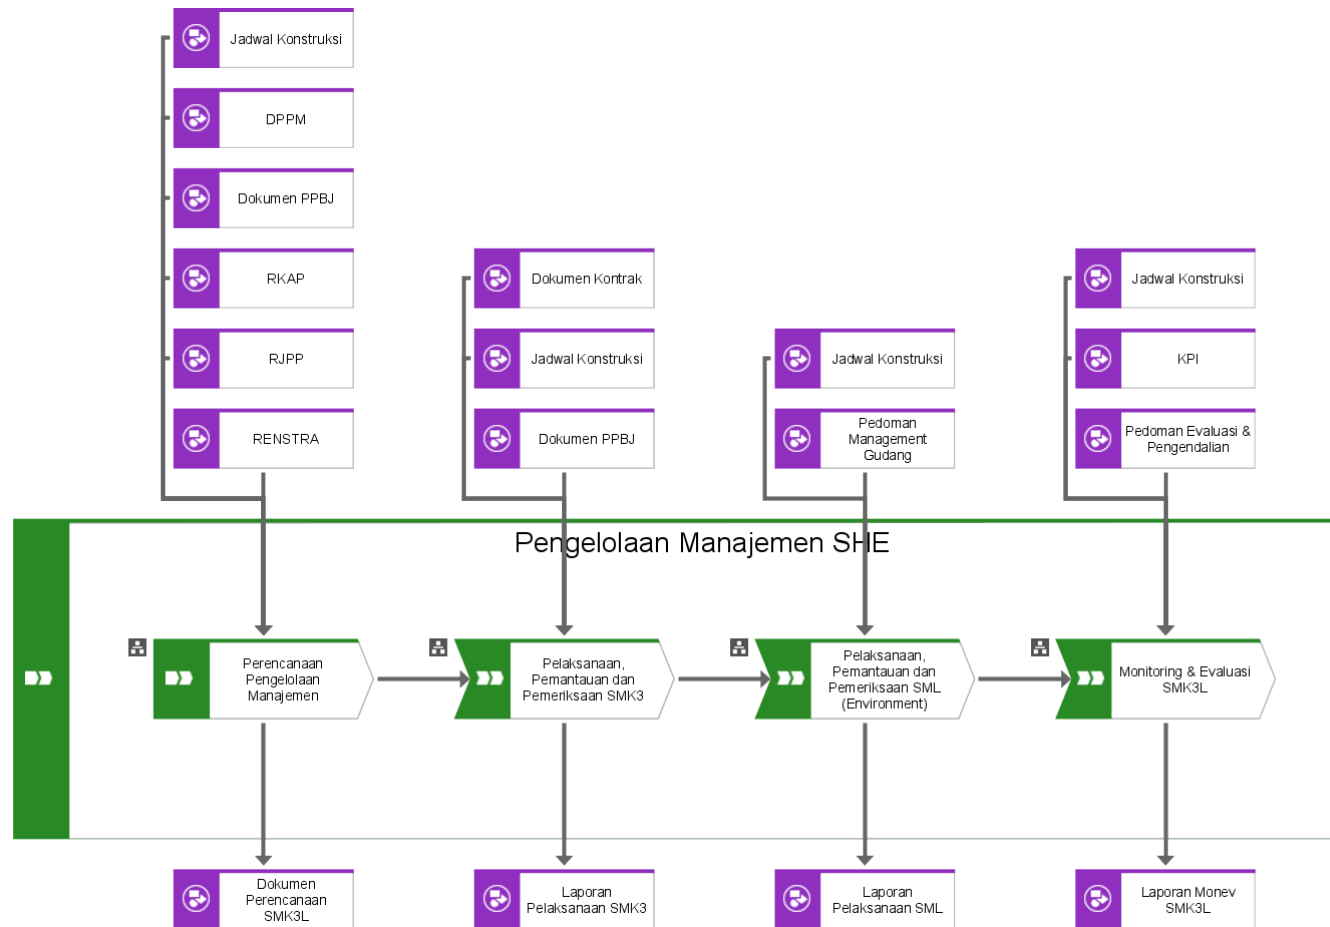 Jadwal Konstruksi
DPPM
Dokumen PPBJ
RKAP
RJPP
RENSTRA
Dokumen Kontrak
Jadwal Konstruksi
Dokumen PPBJ
Jadwal Konstruksi
Pedoman
Management
Gudang
Jadwal Konstruksi
KPI
Pedoman Evaluasi &
Pengendalian
Pengelolaan Manajemen SHE
Perencanaan
Pengelolaan
Manajemen
Pelaksanaan,
Pemantauan dan
Pemeriksaan SMK3
Pelaksanaan,
Pemantauan dan
Pemeriksaan SML
(Environment)
Monitoring & Evaluasi
SMK3L
Dokumen
Perencanaan
SMK3L
Laporan
Pelaksanaan SMK3
Laporan
Pelaksanaan SML
Laporan Monev
SMK3L